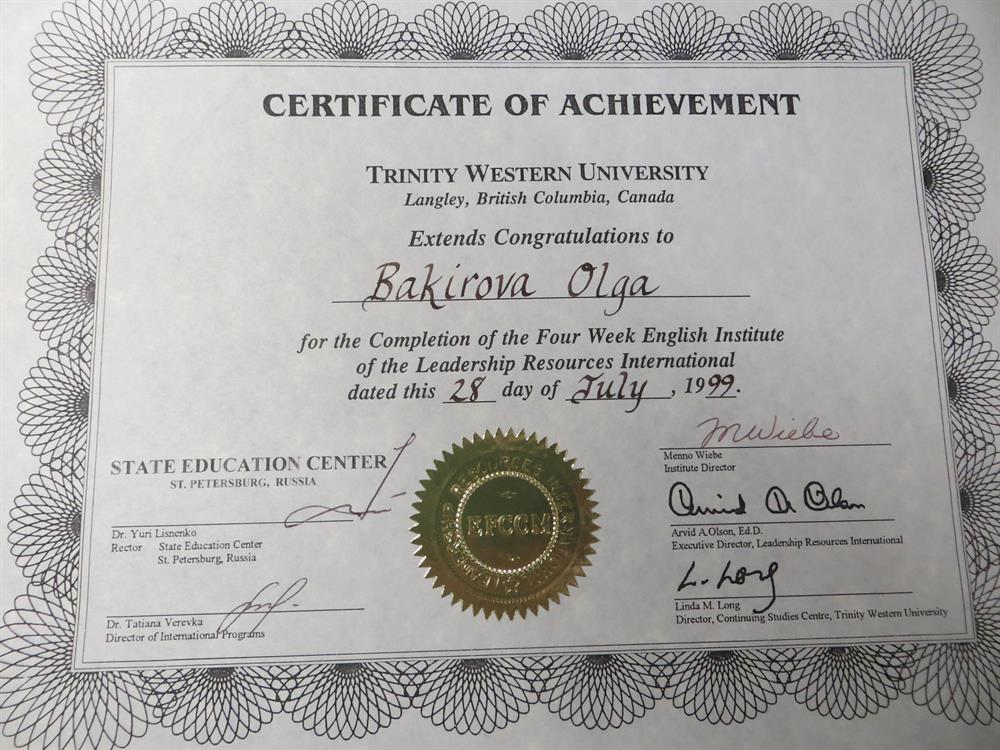 CERTIFICATE OF ACHIEVEMENT
TRINITY WESTERN UNIVERSITY
Langley, British Columbia, Canada
Extends Congratulations to
Bakirova Olga
for the Completion of the Four Week English Institute
of the Leadership Resources International
dated this 28 day of July, 1999.
STATE EDUCATION CENTER
ST. PETERSBURG, RUSSIA
Dr. Yuri Lisnenko
Rector State Education Center
St. Petersburg, Russia
Dr. Tatiana Verevka
Director of International Programs
LEADERSHIP RESOURCES INTERNATIONAL
EFCCM
M Wiebe
Menno Wiebe
Institute Director
Arvid A Olson
Arvid A.Olson, Ed.D.
Executive Director, Leadership Resources International
L. Long
Linda M. Long
Director, Continuing Studies Centre, Trinity Western University